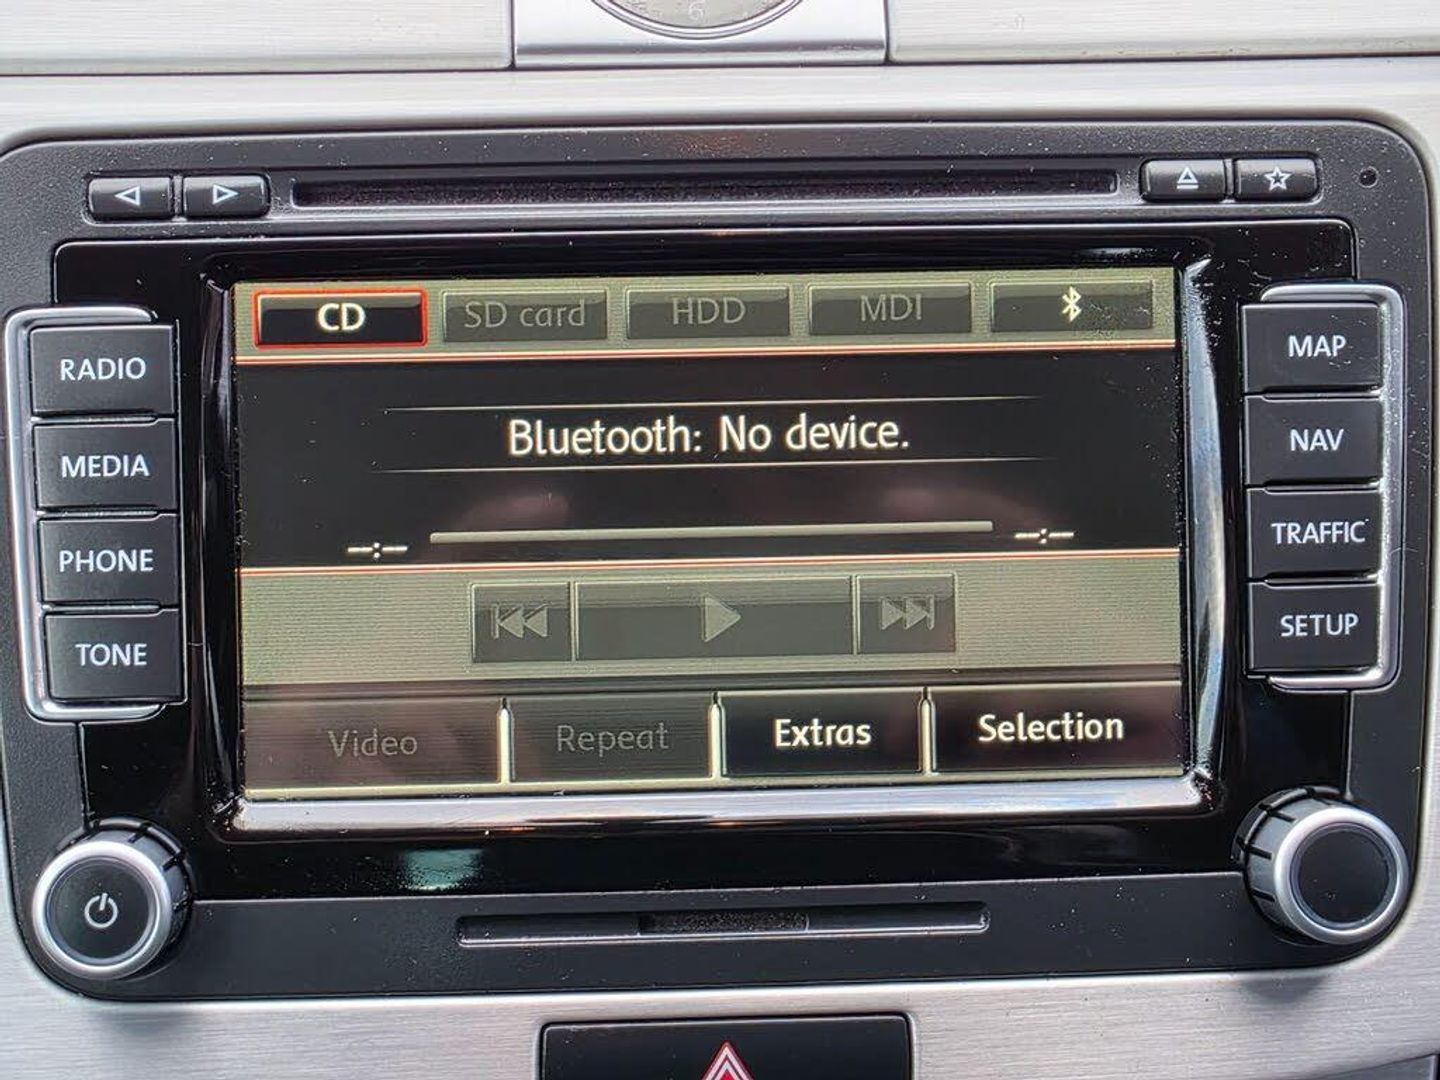 6
CD SD card HDD MDI
RADIO
MEDIA
PHONE
TONE
Bluetooth: No device.
--:-- --:--
Video Repeat Extras Selection
MAP
NAV
TRAFFIC
SETUP